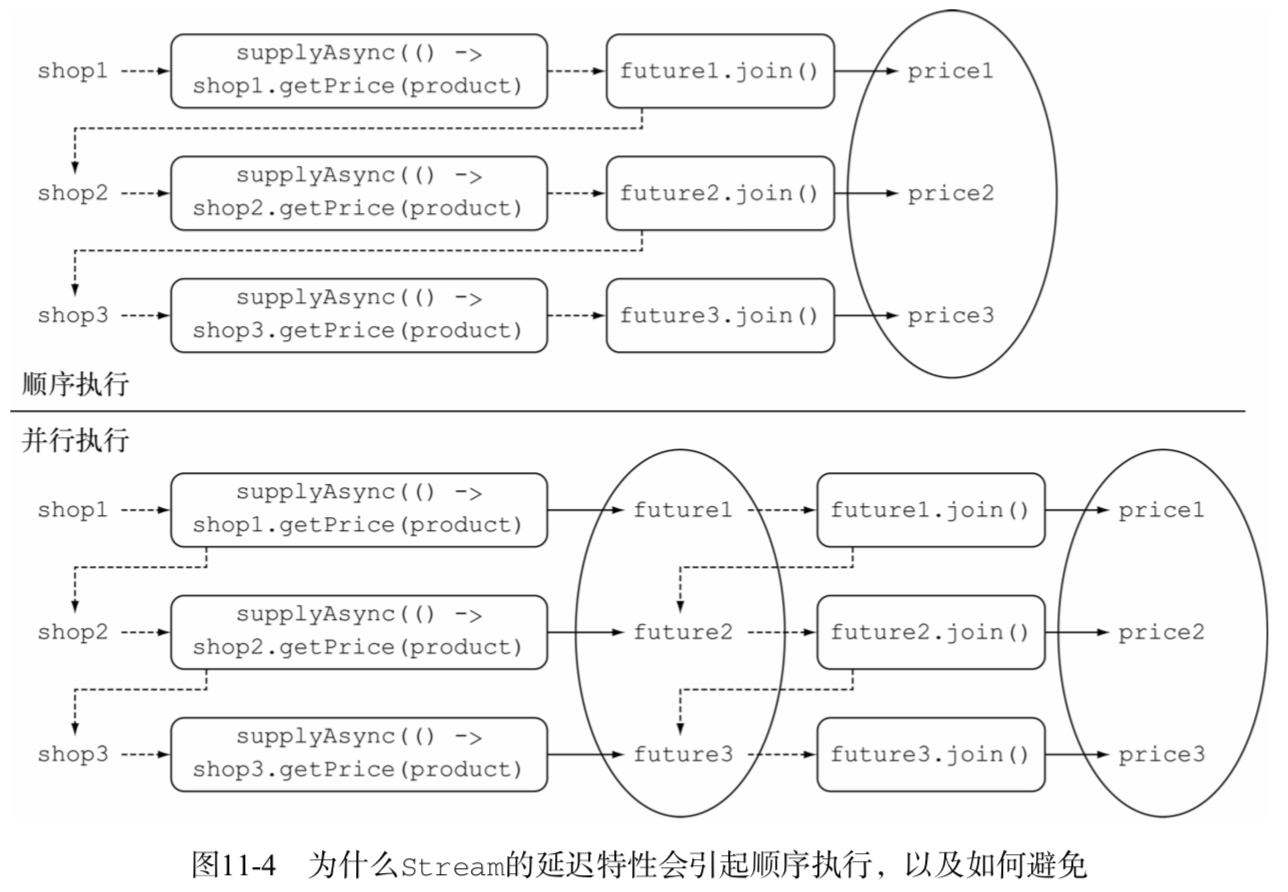 shop1
supplyAsync(() ->
shop1.getPrice(product)
future1.join()
price1
shop2
supplyAsync(() ->
shop2.getPrice(product)
future2.join()
price2
shop3
supplyAsync(() ->
shop3.getPrice(product)
future3.join()
price3
顺序执行
并行执行
shop1
supplyAsync(() ->
shop1.getPrice(product)
future1
future1.join()
price1
shop2
supplyAsync(() ->
shop2.getPrice(product)
future2
future2.join()
price2
shop3
supplyAsync(() ->
shop3.getPrice(product)
future3
future3.join()
price3
图11-4 为什么Stream的延迟特性会引起顺序执行，以及如何避免